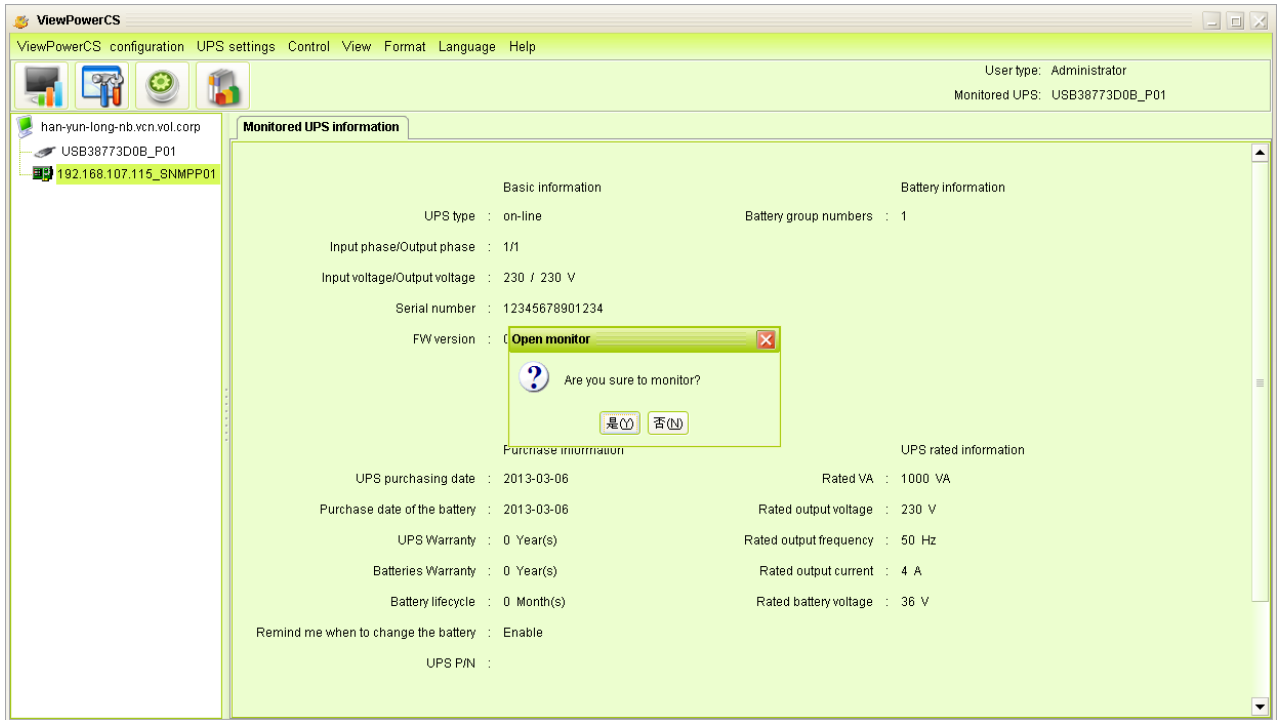 ViewPowerCS
ViewPowerCS configuration UPS settings Control View Format Language Help
User type: Administrator
Monitored UPS: USB38773D0B_P01
han-yun-long-nb.vcn.vol.corp
USB38773D0B_P01
192.168.107.115_SNMPP01
Monitored UPS information
Basic information
Battery information
UPS type : on-line
Battery group numbers : 1
Input phase/Output phase : 1/1
Input voltage/Output voltage : 230 / 230 V
Serial number : 12345678901234
FW version :
Open monitor
Are you sure to monitor?
是(Y) 否(N)
Purchase information
UPS rated information
UPS purchasing date : 2013-03-06
Rated VA : 1000 VA
Purchase date of the battery : 2013-03-06
Rated output voltage : 230 V
UPS Warranty : 0 Year(s)
Rated output frequency : 50 Hz
Batteries Warranty : 0 Year(s)
Rated output current : 4 A
Battery lifecycle : 0 Month(s)
Rated battery voltage : 36 V
Remind me when to change the battery : Enable
UPS P/N :